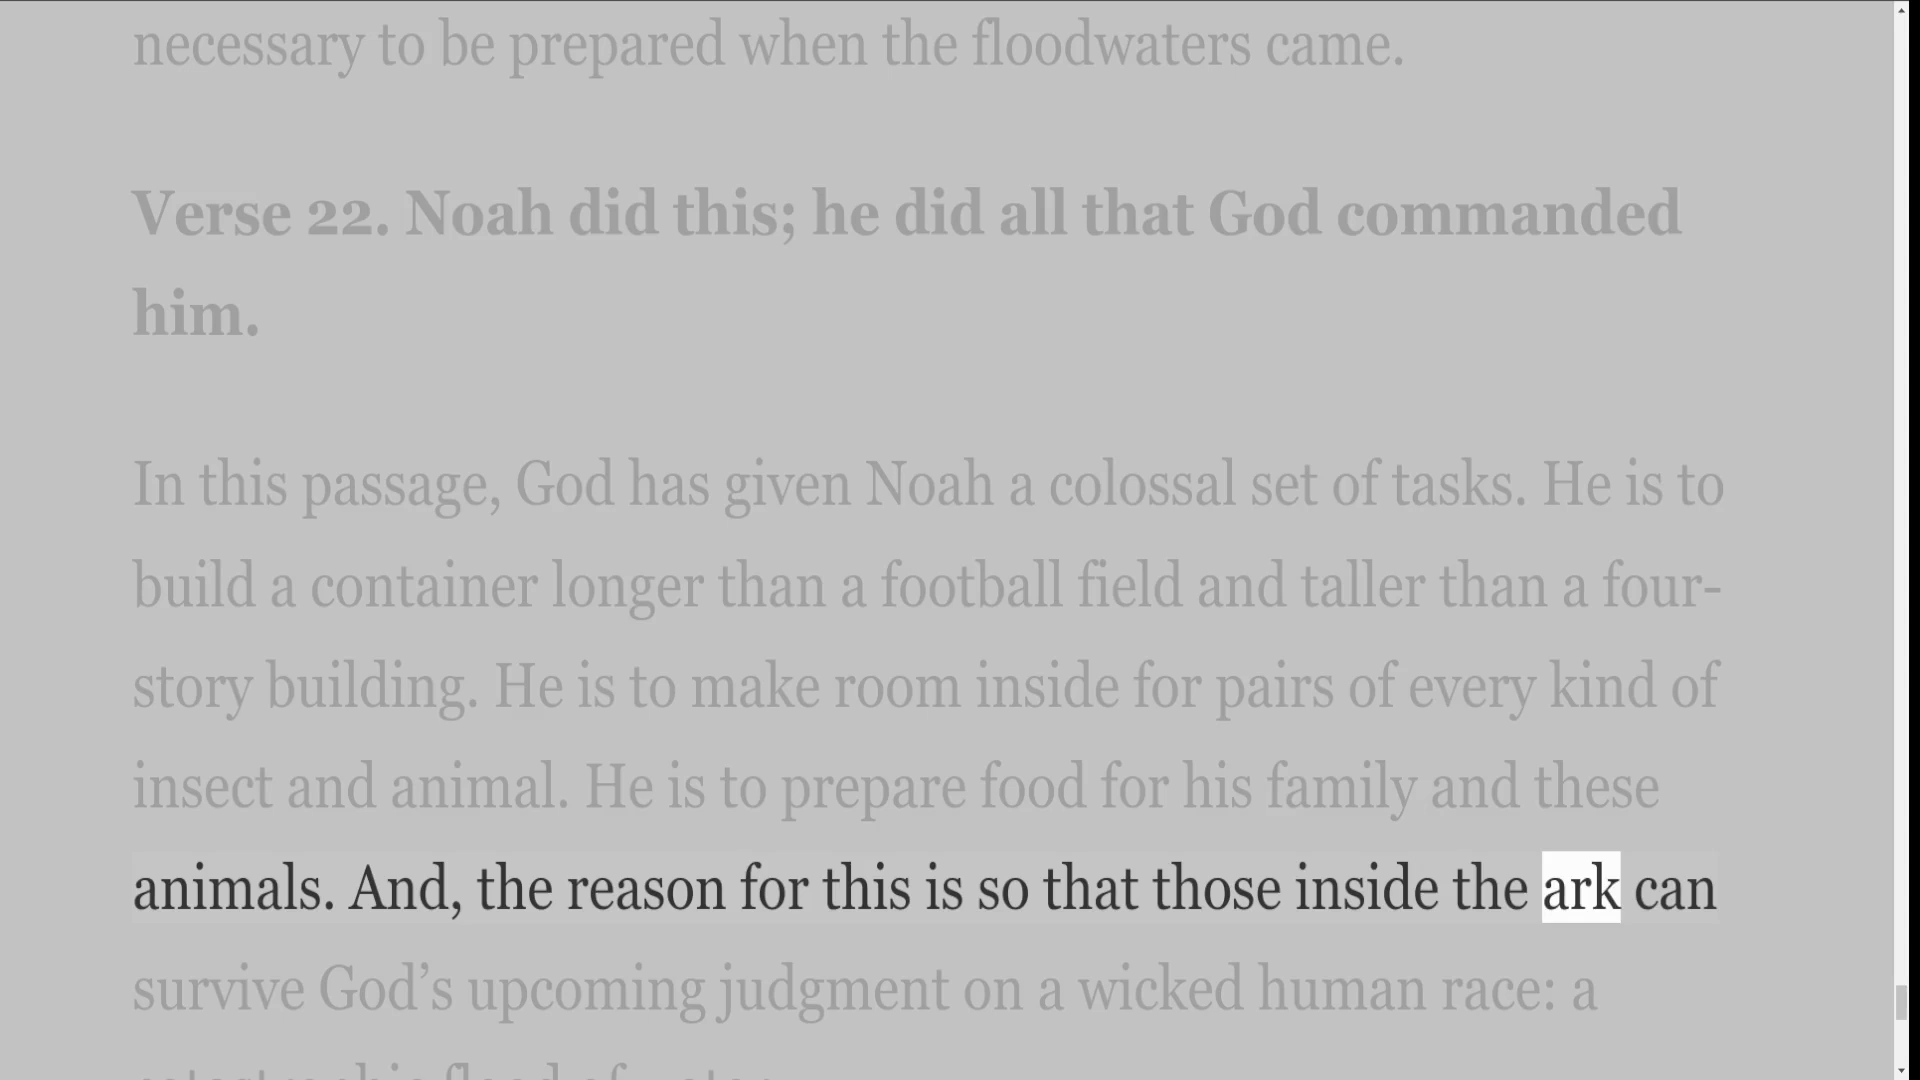 necessary to be prepared when the floodwaters came.
Verse 22. Noah did this; he did all that God commanded
him.
In this passage, God has given Noah a colossal set of tasks. He is to
build a container longer than a football field and taller than a four-
story building. He is to make room inside for pairs of every kind of
insect and animal. He is to prepare food for his family and these
animals. And, the reason for this is so that those inside the ark can
survive God’s upcoming judgment on a wicked human race: a
catastrophic flood of water.